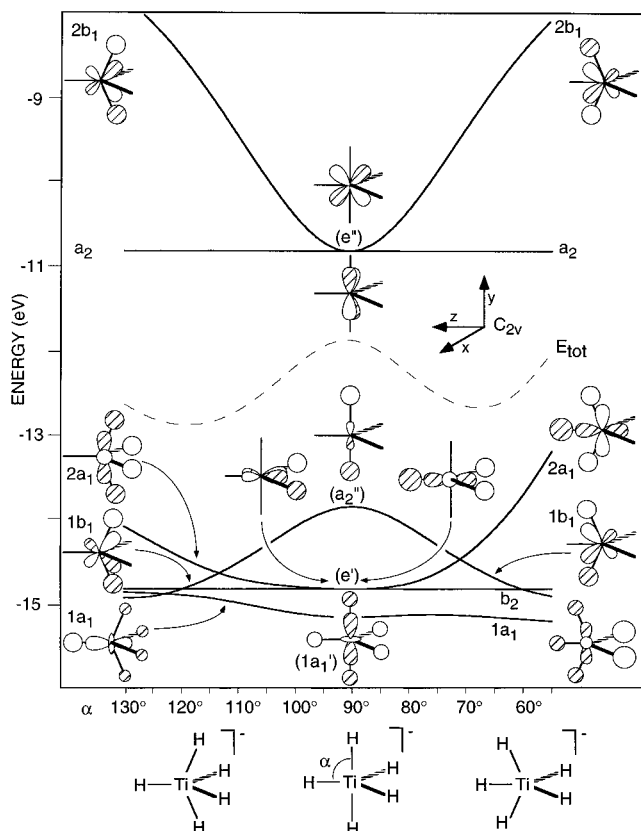 2b₁
2b₁
-9
(e'')
a₂
a₂
-11
y
z
C₂ᵥ
x
ENERGY (eV)
Eₜₒₜ
-13
2a₁
2a₁
(a₂'')
1b₁
1b₁
(e')
-15
b₂
1a₁
1a₁
(1a₁')
α 130° 120° 110° 100° 90° 80° 70° 60°
H ⁻ H ⁻ H ⁻
α
H Ti H H H Ti H H H Ti H H
H H H